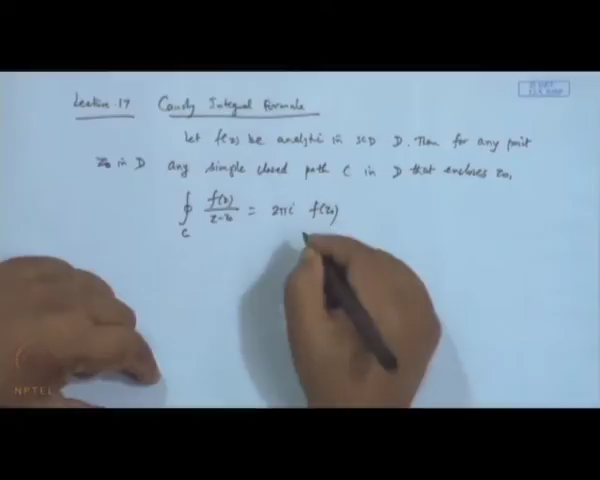 Lecture 17 Cauchy Integral Formula
Let f(z) be analytic in SCD D. Then for any point
z₀ in D any simple closed path C in D that encloses z₀,
∮_C f(z)/(z-z₀) = 2πi f(z₀)
NPTEL